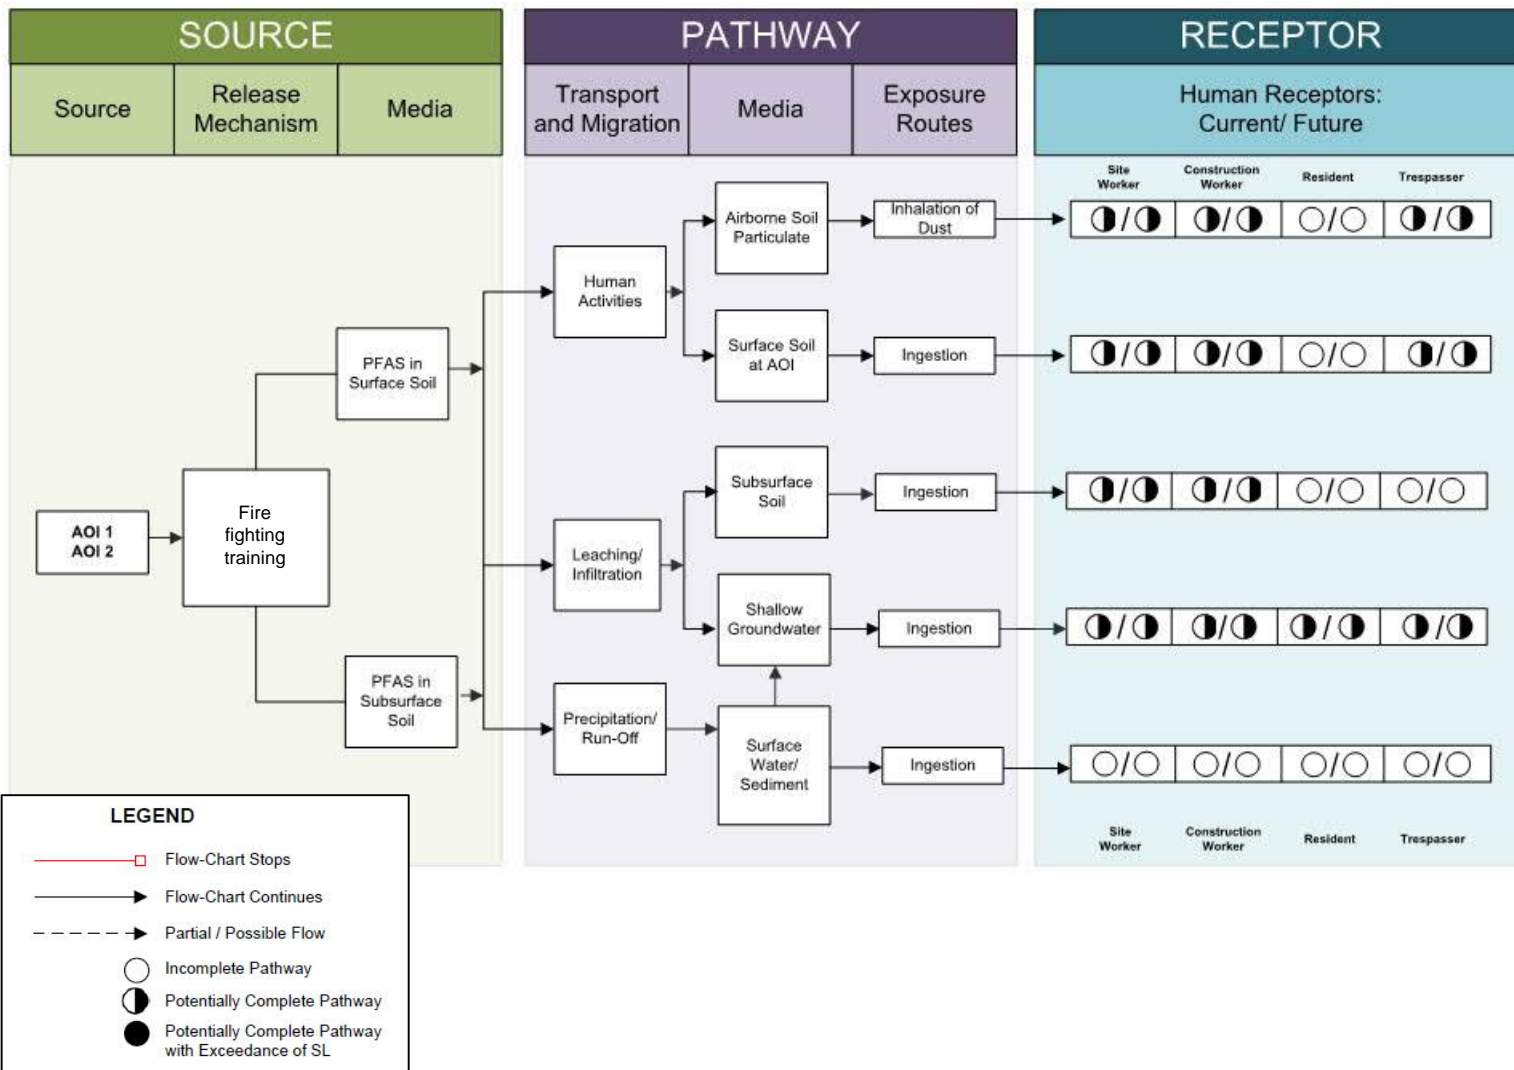 SOURCE
PATHWAY
RECEPTOR
Source
Release
Mechanism
Media
Transport
and Migration
Media
Exposure
Routes
Human Receptors:
Current/ Future
Site
Worker
Construction
Worker
Resident
Trespasser
Airborne Soil
Particulate
Inhalation of
Dust
/ / / /
Human
Activities
PFAS in
Surface Soil
Surface Soil
at AOI
Ingestion
/ / / /
Subsurface
Soil
Ingestion
/ / / /
Fire
fighting
training
AOI 1
AOI 2
Leaching/
Infiltration
Shallow
Groundwater
Ingestion
/ / / /
PFAS in
Subsurface
Soil
Precipitation/
Run-Off
Surface
Water/
Sediment
Ingestion
/ / / /
Site
Worker
Construction
Worker
Resident
Trespasser
LEGEND
Flow-Chart Stops
Flow-Chart Continues
Partial / Possible Flow
Incomplete Pathway
Potentially Complete Pathway
Potentially Complete Pathway
with Exceedance of SL